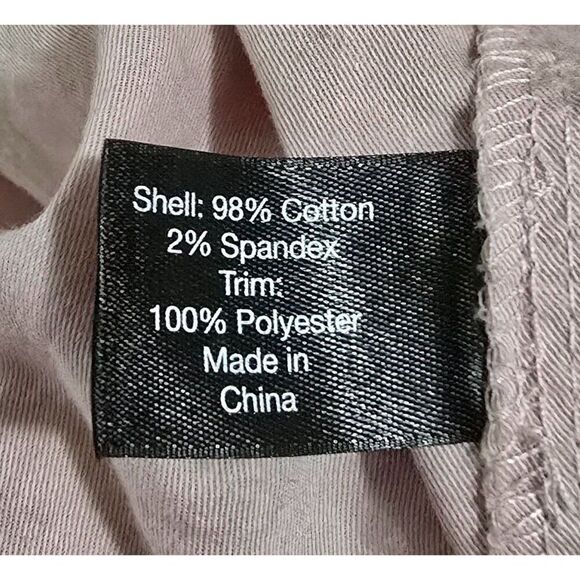 Shell: 98% Cotton
2% Spandex
Trim:
100% Polyester
Made in
China